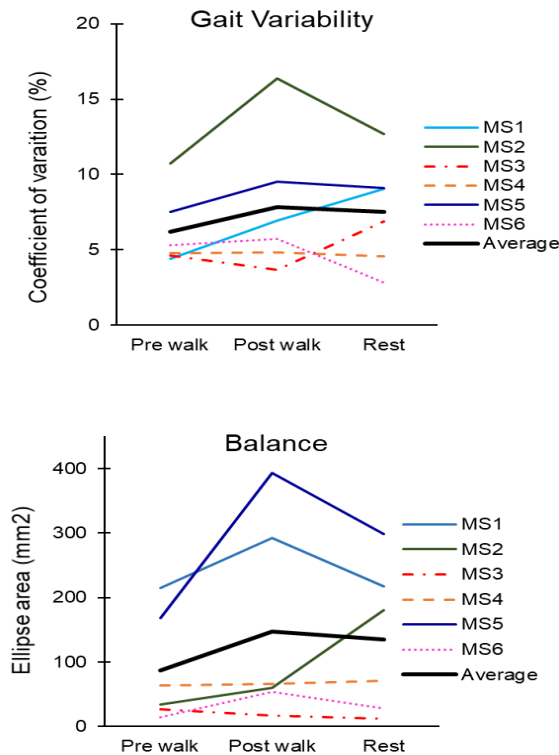 Gait Variability
Coefficient of varaition (%)
20
15
10
5
0
Pre walk Post walk Rest
MS1
MS2
MS3
MS4
MS5
MS6
Average
Balance
Ellipse area (mm2)
400
300
200
100
0
Pre walk Post walk Rest
MS1
MS2
MS3
MS4
MS5
MS6
Average